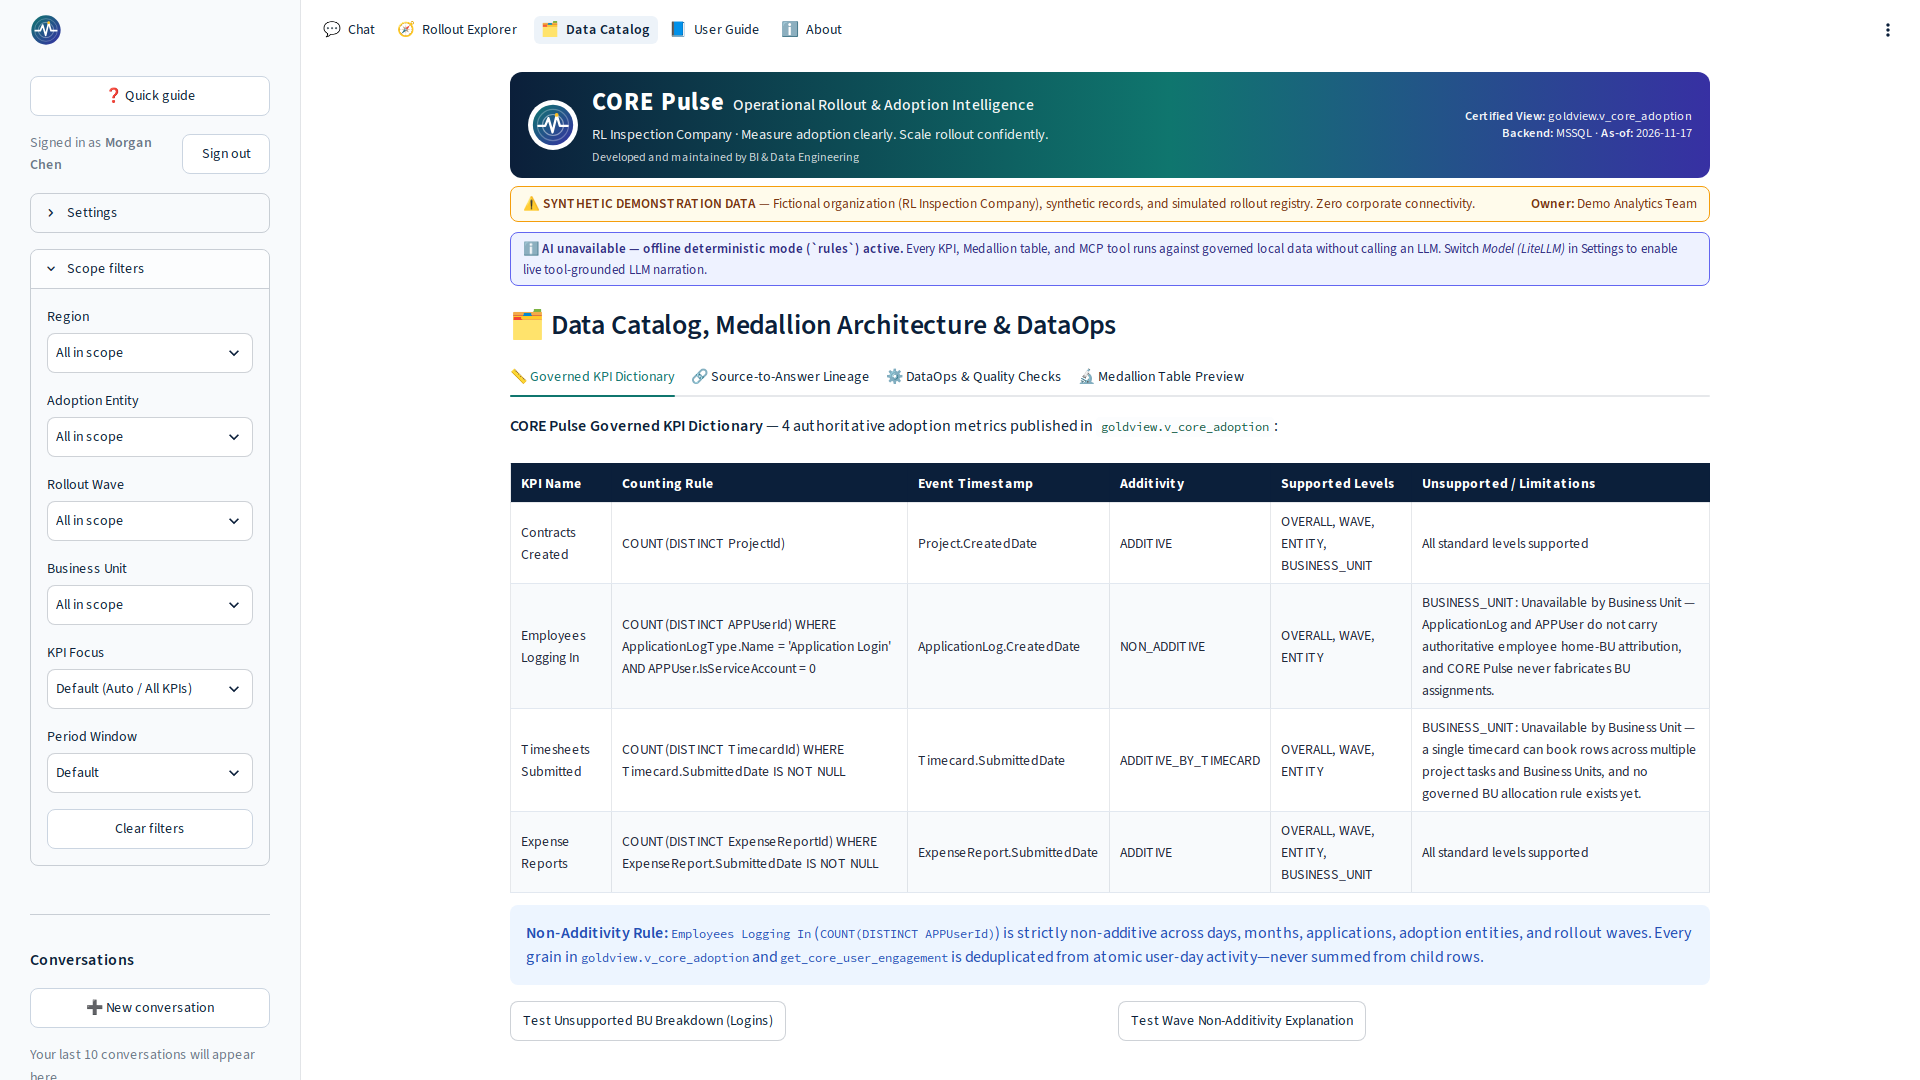 Quick guide
Signed in as Morgan
Chen
Sign out
Settings
Scope filters
Region
All in scope
Adoption Entity
All in scope
Rollout Wave
All in scope
Business Unit
All in scope
KPI Focus
Default (Auto / All KPIs)
Period Window
Default
Clear filters
Conversations
➕ New conversation
Your last 10 conversations will appear
here.
Chat
Rollout Explorer
Data Catalog
User Guide
About
CORE Pulse Operational Rollout & Adoption Intelligence
RL Inspection Company · Measure adoption clearly. Scale rollout confidently.
Developed and maintained by BI & Data Engineering
Certified View: goldview.v_core_adoption
Backend: MSSQL · As-of: 2026-11-17
⚠️ SYNTHETIC DEMONSTRATION DATA — Fictional organization (RL Inspection Company), synthetic records, and simulated rollout registry. Zero corporate connectivity.
Owner: Demo Analytics Team
ℹ️ AI unavailable — offline deterministic mode (`rules`) active. Every KPI, Medallion table, and MCP tool runs against governed local data without calling an LLM. Switch Model (LiteLLM) in Settings to enable
live tool-grounded LLM narration.
Data Catalog, Medallion Architecture & DataOps
Governed KPI Dictionary
Source-to-Answer Lineage
DataOps & Quality Checks
Medallion Table Preview
CORE Pulse Governed KPI Dictionary — 4 authoritative adoption metrics published in goldview.v_core_adoption :
KPI Name
Counting Rule
Event Timestamp
Additivity
Supported Levels
Unsupported / Limitations
Contracts
Created
COUNT(DISTINCT ProjectId)
Project.CreatedDate
ADDITIVE
OVERALL, WAVE,
ENTITY,
BUSINESS_UNIT
All standard levels supported
Employees
Logging In
COUNT(DISTINCT APPUserId) WHERE
ApplicationLogType.Name = 'Application Login'
AND APPUser.IsServiceAccount = 0
ApplicationLog.CreatedDate
NON_ADDITIVE
OVERALL, WAVE,
ENTITY
BUSINESS_UNIT: Unavailable by Business Unit —
ApplicationLog and APPUser do not carry
authoritative employee home-BU attribution,
and CORE Pulse never fabricates BU
assignments.
Timesheets
Submitted
COUNT(DISTINCT TimecardId) WHERE
Timecard.SubmittedDate IS NOT NULL
Timecard.SubmittedDate
ADDITIVE_BY_TIMECARD
OVERALL, WAVE,
ENTITY
BUSINESS_UNIT: Unavailable by Business Unit —
a single timecard can book rows across multiple
project tasks and Business Units, and no
governed BU allocation rule exists yet.
Expense
Reports
COUNT(DISTINCT ExpenseReportId) WHERE
ExpenseReport.SubmittedDate IS NOT NULL
ExpenseReport.SubmittedDate
ADDITIVE
OVERALL, WAVE,
ENTITY,
BUSINESS_UNIT
All standard levels supported
Non-Additivity Rule: Employees Logging In (COUNT(DISTINCT APPUserId)) is strictly non-additive across days, months, applications, adoption entities, and rollout waves. Every
grain in goldview.v_core_adoption and get_core_user_engagement is deduplicated from atomic user-day activity—never summed from child rows.
Test Unsupported BU Breakdown (Logins)
Test Wave Non-Additivity Explanation